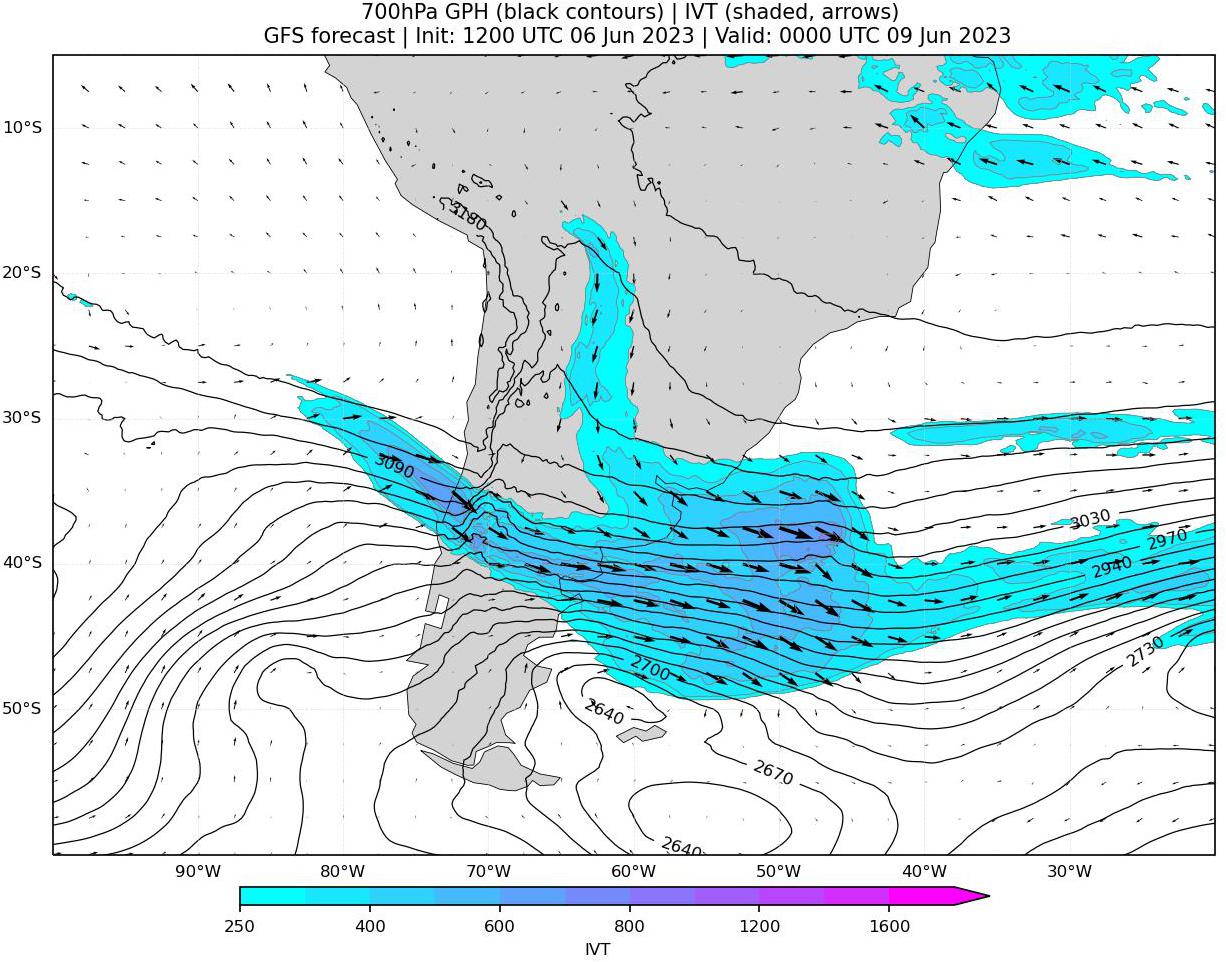 700hPa GPH (black contours) | IVT (shaded, arrows)
GFS forecast | Init: 1200 UTC 06 Jun 2023 | Valid: 0000 UTC 09 Jun 2023
10°S
3180
20°S
30°S
3090
3030
2970
40°S
2940
2730
2700
50°S
2640
2670
2640
90°W 80°W 70°W 60°W 50°W 40°W 30°W
250 400 600 800 1200 1600
IVT